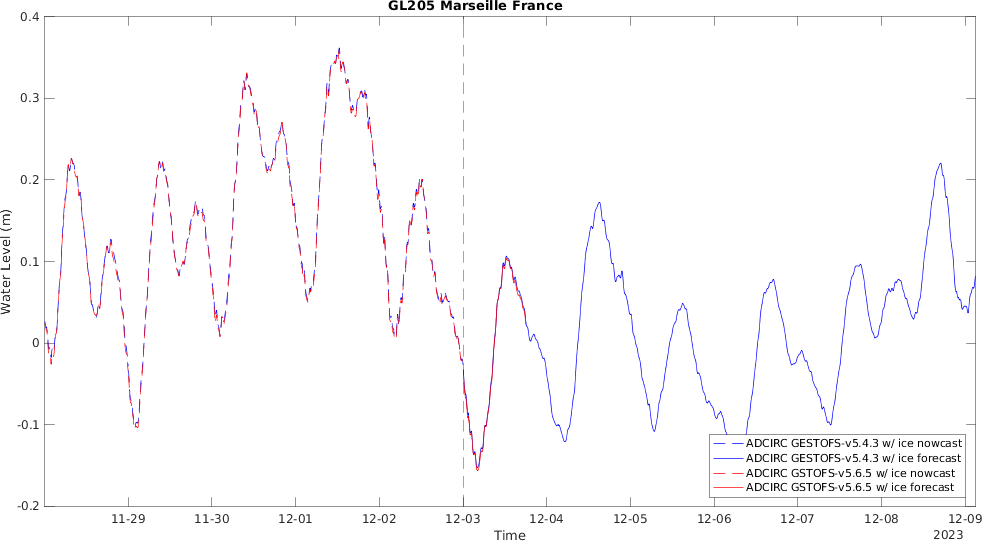 GL205 Marseille France
0.4
0.3
0.2
0.1
0
-0.1
-0.2
Water Level (m)
11-29 11-30 12-01 12-02 12-03 12-04 12-05 12-06 12-07 12-08 12-09
2023
Time
ADCIRC GESTOFS-v5.4.3 w/ ice nowcast
ADCIRC GESTOFS-v5.4.3 w/ ice forecast
ADCIRC GSTOFS-v5.6.5 w/ ice nowcast
ADCIRC GSTOFS-v5.6.5 w/ ice forecast